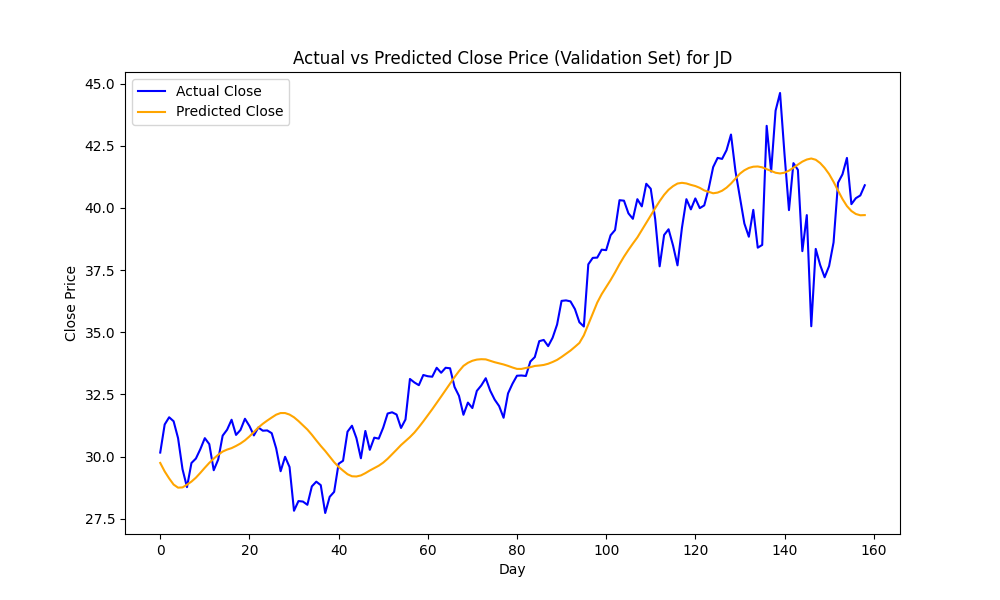 Actual vs Predicted Close Price (Validation Set) for JD
Actual Close
Predicted Close
Close Price
45.0
42.5
40.0
37.5
35.0
32.5
30.0
27.5
0 20 40 60 80 100 120 140 160
Day